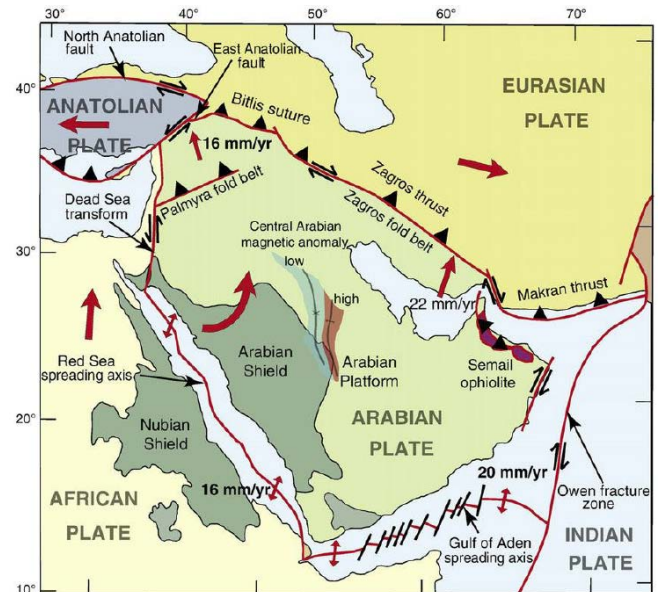 30°
40°
50°
60°
70°
North Anatolian
fault
East Anatolian
fault
40°
ANATOLIAN
PLATE
Bitlis suture
EURASIAN
PLATE
16 mm/yr
Dead Sea
transform
Palmyra fold belt
Zagros thrust
Zagros fold belt
Central Arabian
magnetic anomaly
low
high
30°
22 mm/yr
Makran thrust
Red Sea
spreading axis
Arabian
Shield
Arabian
Platform
Semail
ophiolite
Nubian
Shield
ARABIAN
PLATE
20°
16 mm/yr
20 mm/yr
AFRICAN
PLATE
Owen fracture
zone
Gulf of Aden
spreading axis
INDIAN
PLATE
10°